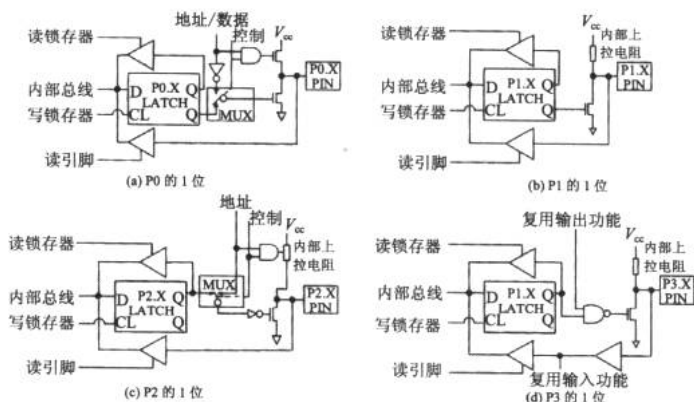 地址/数据
读锁存器
控制
Vcc
内部总线
写锁存器
D P0.X Q
LATCH
CL Q
MUX
P0.X
PIN
读引脚
(a) P0 的 1 位
读锁存器
Vcc
内部上
拉电阻
内部总线
写锁存器
D P1.X Q
LATCH
CL Q
P1.X
PIN
读引脚
(b) P1 的 1 位
地址
控制
读锁存器
Vcc
内部上
拉电阻
MUX
内部总线
写锁存器
D P2.X Q
LATCH
CL Q
P2.X
PIN
读引脚
(c) P2 的 1 位
复用输出功能
读锁存器
Vcc
内部上
拉电阻
内部总线
写锁存器
D P1.X Q
LATCH
CL Q
P3.X
PIN
读引脚
复用输入功能
(d) P3 的 1 位